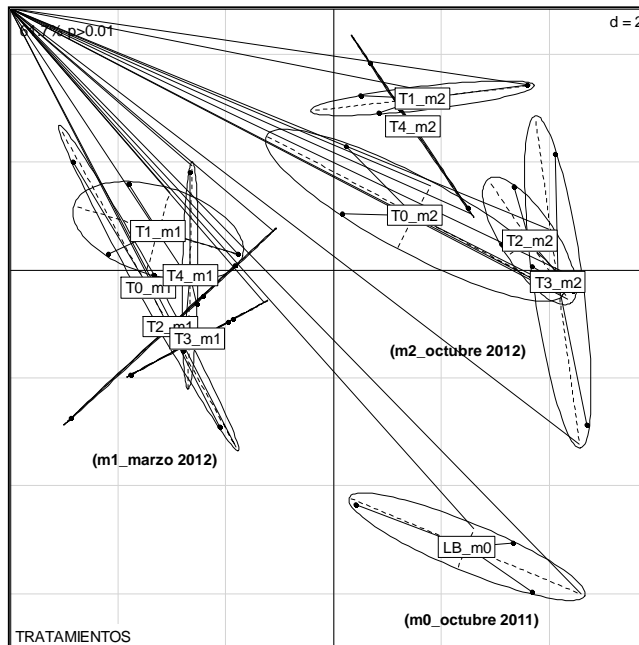 d = 2
61.7% p>0.01
T1_m2
T4_m2
T0_m2
T2_m2
T3_m2
T1_m1
T4_m1
T0_m1
T2_m1
T3_m1
(m2_octubre 2012)
(m1_marzo 2012)
LB_m0
(m0_octubre 2011)
TRATAMIENTOS